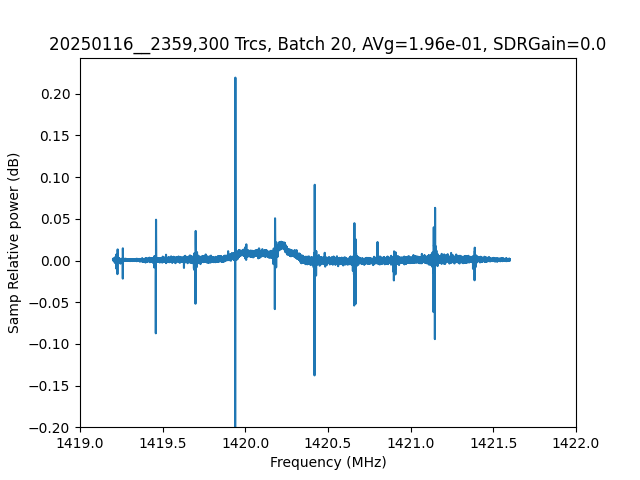 20250116__2359,300 Trcs, Batch 20, AVg=1.96e-01, SDRGain=0.0
0.20
0.15
0.10
0.05
0.00
−0.05
−0.10
−0.15
−0.20
Samp Relative power (dB)
1419.0 1419.5 1420.0 1420.5 1421.0 1421.5 1422.0
Frequency (MHz)